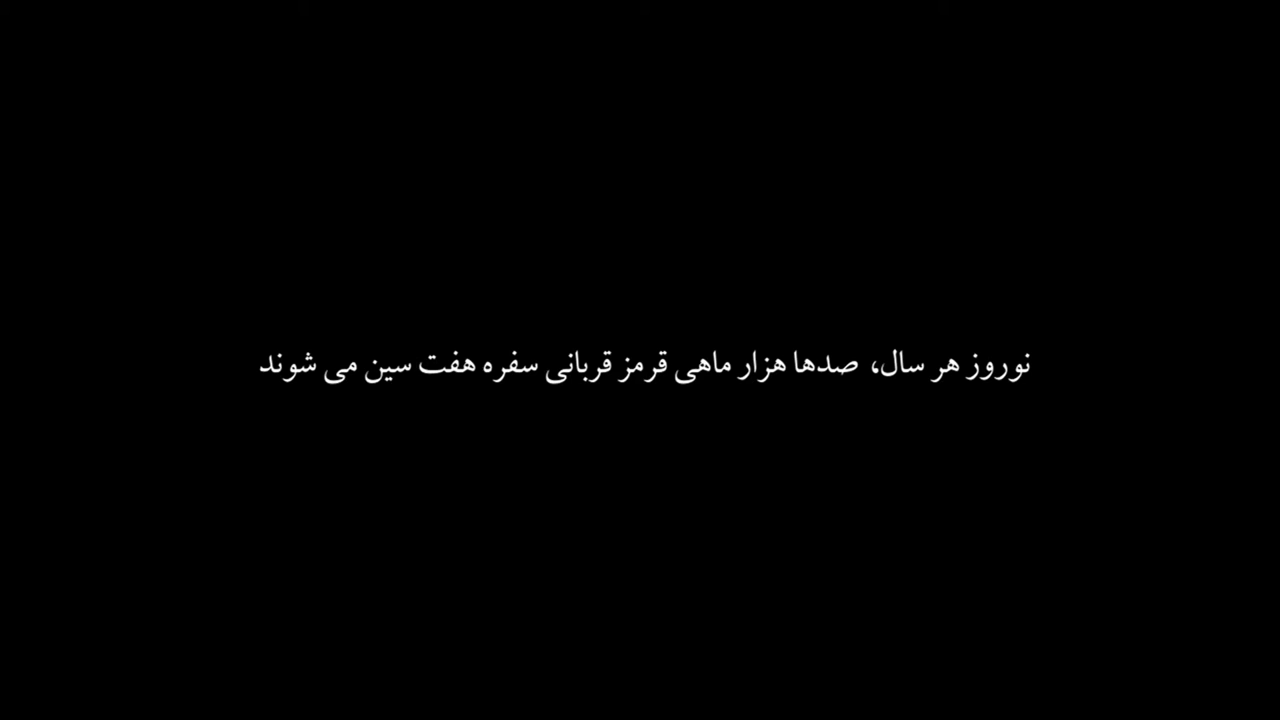 نوروز هر سال، صدها هزار ماهی قرمز قربانی سفره هفت سین می شوند